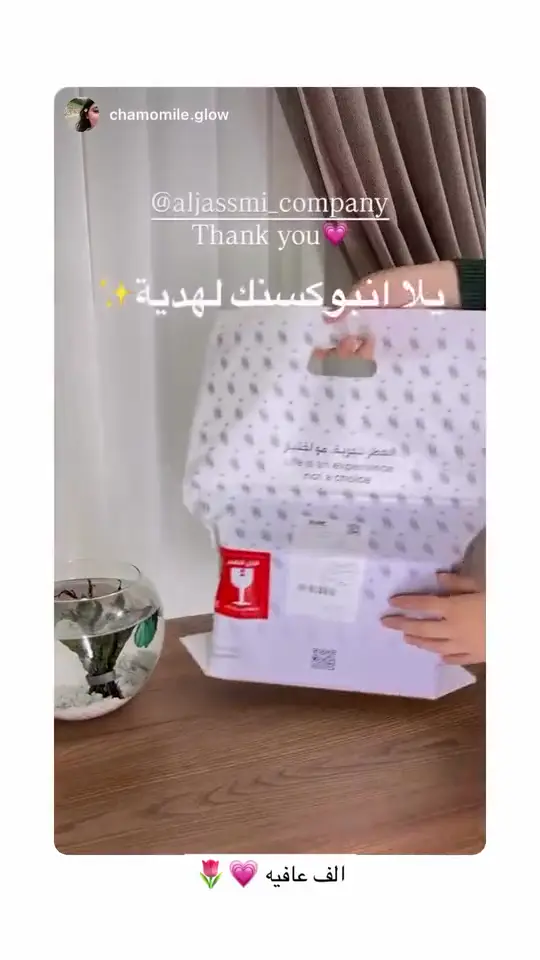 chamomile.glow
@aljassmi_company
Thank you💗
يلا انبوكسنك لهدية✨
العطر تجربة، هو اختيار
Life is an experience
not a choice
الف عافيه 💗🌷